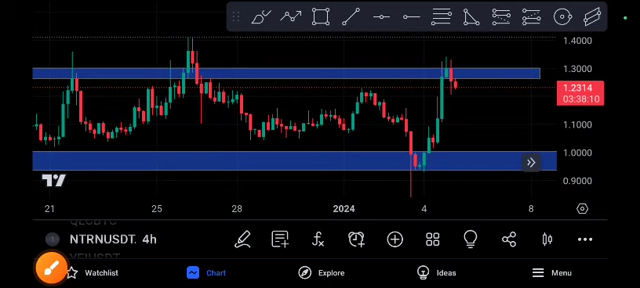 1.4000
1.3000
1.2314
03:38:10
1.1000
1.0000
0.9000
21 25 28 2024 4 8
NTRNUSDT. 4h
Watchlist Chart Explore Ideas Menu